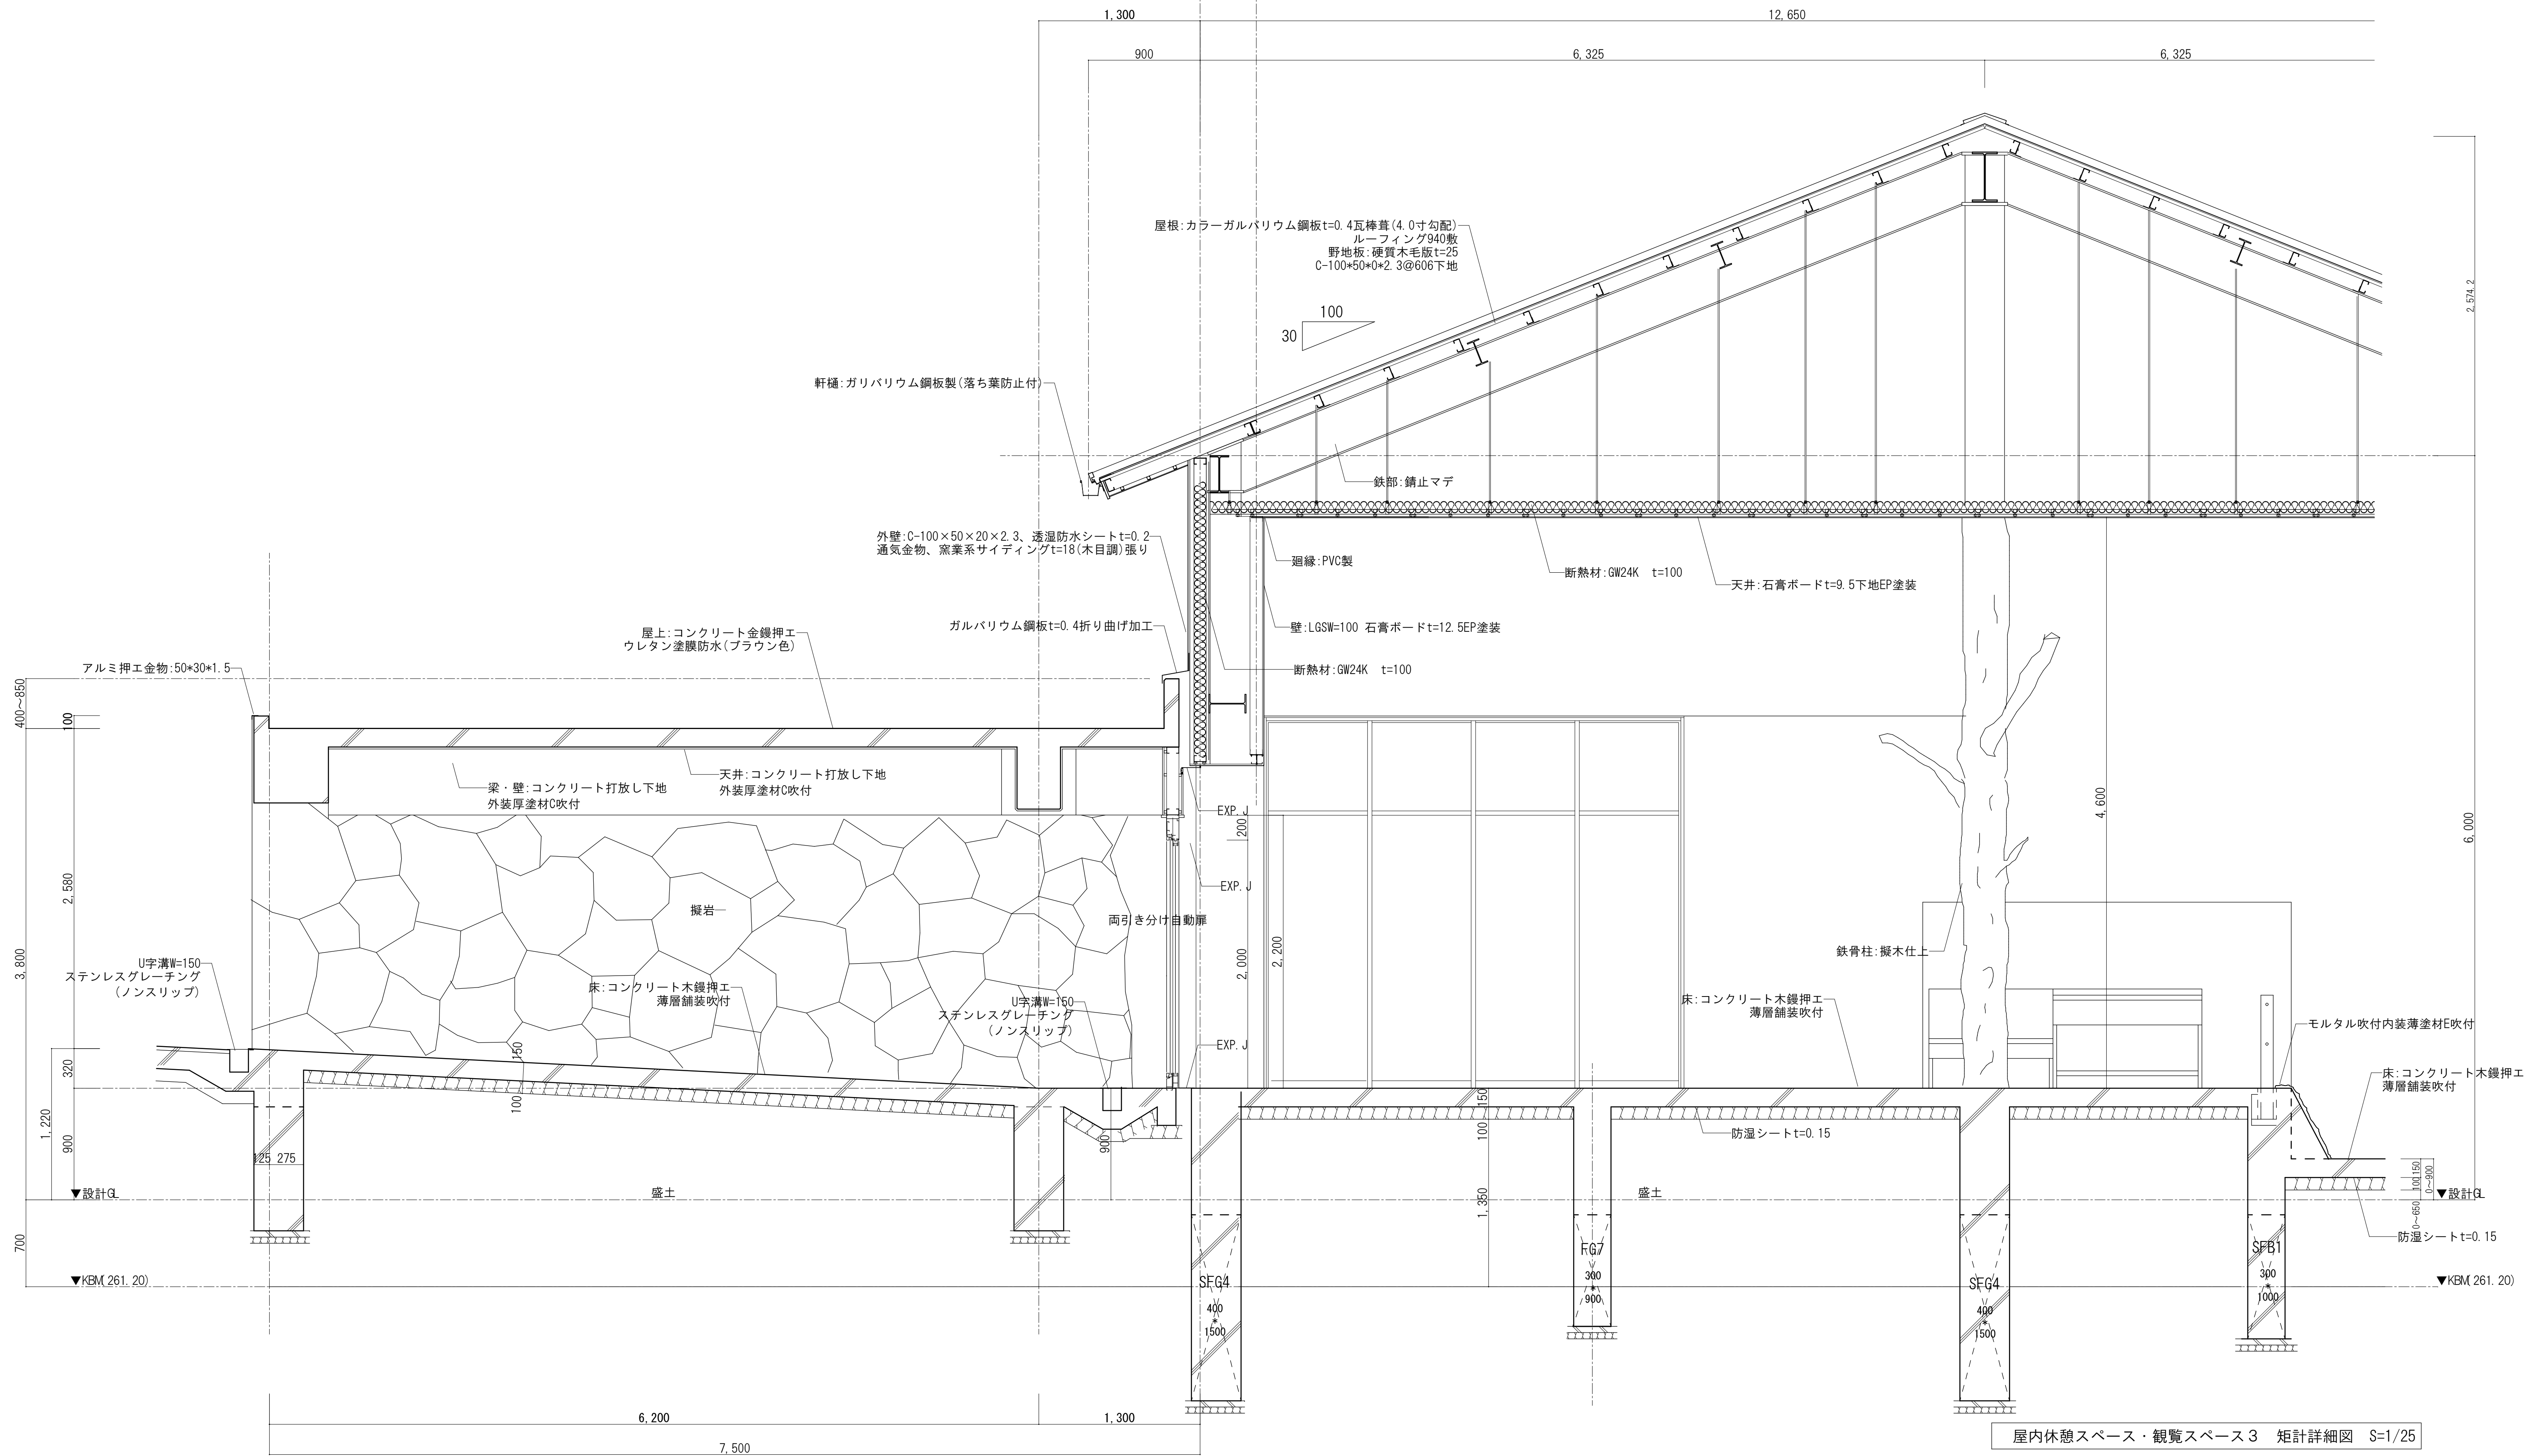 1,300
12,650
900
6,325
6,325
屋根:カラーガルバリウム鋼板t=0.4瓦棒葺(4.0寸勾配)
ルーフィング940敷
野地板:硬質木毛版t=25
C-100*50*0*2.3@606下地
2,574.2
100
30
軒樋:ガリバリウム鋼板製(落ち葉防止付)
鉄部:錆止マデ
外壁:C-100×50×20×2.3、透湿防水シートt=0.2
通気金物、窯業系サイディングt=18(木目調)張り
廻縁:PVC製
断熱材:GW24K t=100
天井:石膏ボードt=9.5下地EP塗装
屋上:コンクリート金鏝押エ
ウレタン塗膜防水(ブラウン色)
ガルバリウム鋼板t=0.4折り曲げ加工
壁:LGSW=100 石膏ボードt=12.5EP塗装
アルミ押エ金物:50*30*1.5
断熱材:GW24K t=100
400~850
100
天井:コンクリート打放し下地
外装厚塗材C吹付
梁・壁:コンクリート打放し下地
外装厚塗材C吹付
EXP.J
200
4,600
6,000
2,580
EXP.J
擬岩
両引き分け自動扉
3,800
2,000
2,200
鉄骨柱:擬木仕上
U字溝W=150
ステンレスグレーチング
(ノンスリップ)
床:コンクリート木鏝押エ
薄層舗装吹付
U字溝W=150
ステンレスグレーチング
(ノンスリップ)
床:コンクリート木鏝押エ
薄層舗装吹付
モルタル吹付内装薄塗材E吹付
EXP.J
150
320
床:コンクリート木鏝押エ
薄層舗装吹付
100
1,220
900
150
100
900
防湿シートt=0.15
125 275
100
150
0~900
▼設計GL
盛土
1,350
盛土
▼設計GL
0~650
700
防湿シートt=0.15
FG7
300
*
900
SFB1
300
*
1000
▼KBM(261.20)
SFG4
400
*
1500
SFG4
400
*
1500
▼KBM(261.20)
6,200
1,300
7,500
屋内休憩スペース・観覧スペース3 矩計詳細図 S=1/25